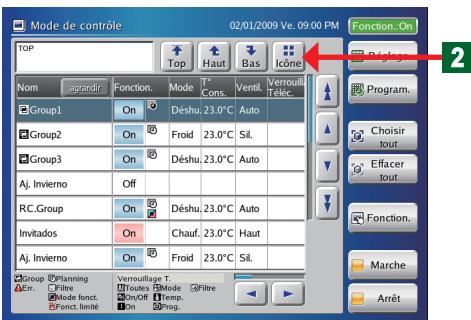 Mode de contrôle 02/01/2009 Ve. 09:00 PM Fonction.:On
TOP
Top Haut Bas Icône
2
Réglage
Nom agrandir Fonction. Mode T° Cons. Ventil. Verrouill. Téléc.
Program.
Group1 On Déshu. 23.0°C Auto
Group2 On Froid 23.0°C Sil.
Choisir tout
Group3 On Déshu. 23.0°C Auto
Effacer tout
Aj. Invierno Off
RC.Group On Déshu. 23.0°C Auto
Fonction.
Invitados On Chauf. 23.0°C Haut
Aj. Invierno On Froid 23.0°C Sil.
Marche
Group Planning Verrouillage T.
Err. Filtre Toutes Mode Filtre
Mode fonct. On/Off Temp.
Fonct. limité On Prog.
Arrêt